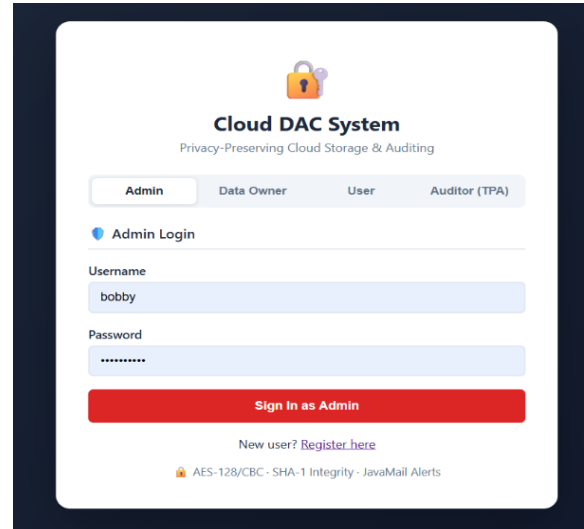 Cloud DAC System
Privacy-Preserving Cloud Storage & Auditing
Admin Data Owner User Auditor (TPA)
Admin Login
Username
bobby
Password
••••••••••
Sign In as Admin
New user? Register here
AES-128/CBC · SHA-1 Integrity · JavaMail Alerts